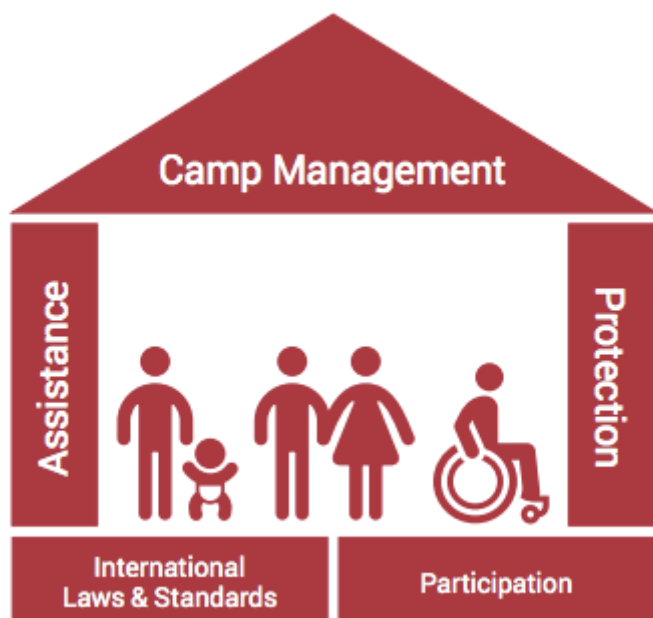 Camp Management
Assistance
Protection
International
Laws & Standards
Participation